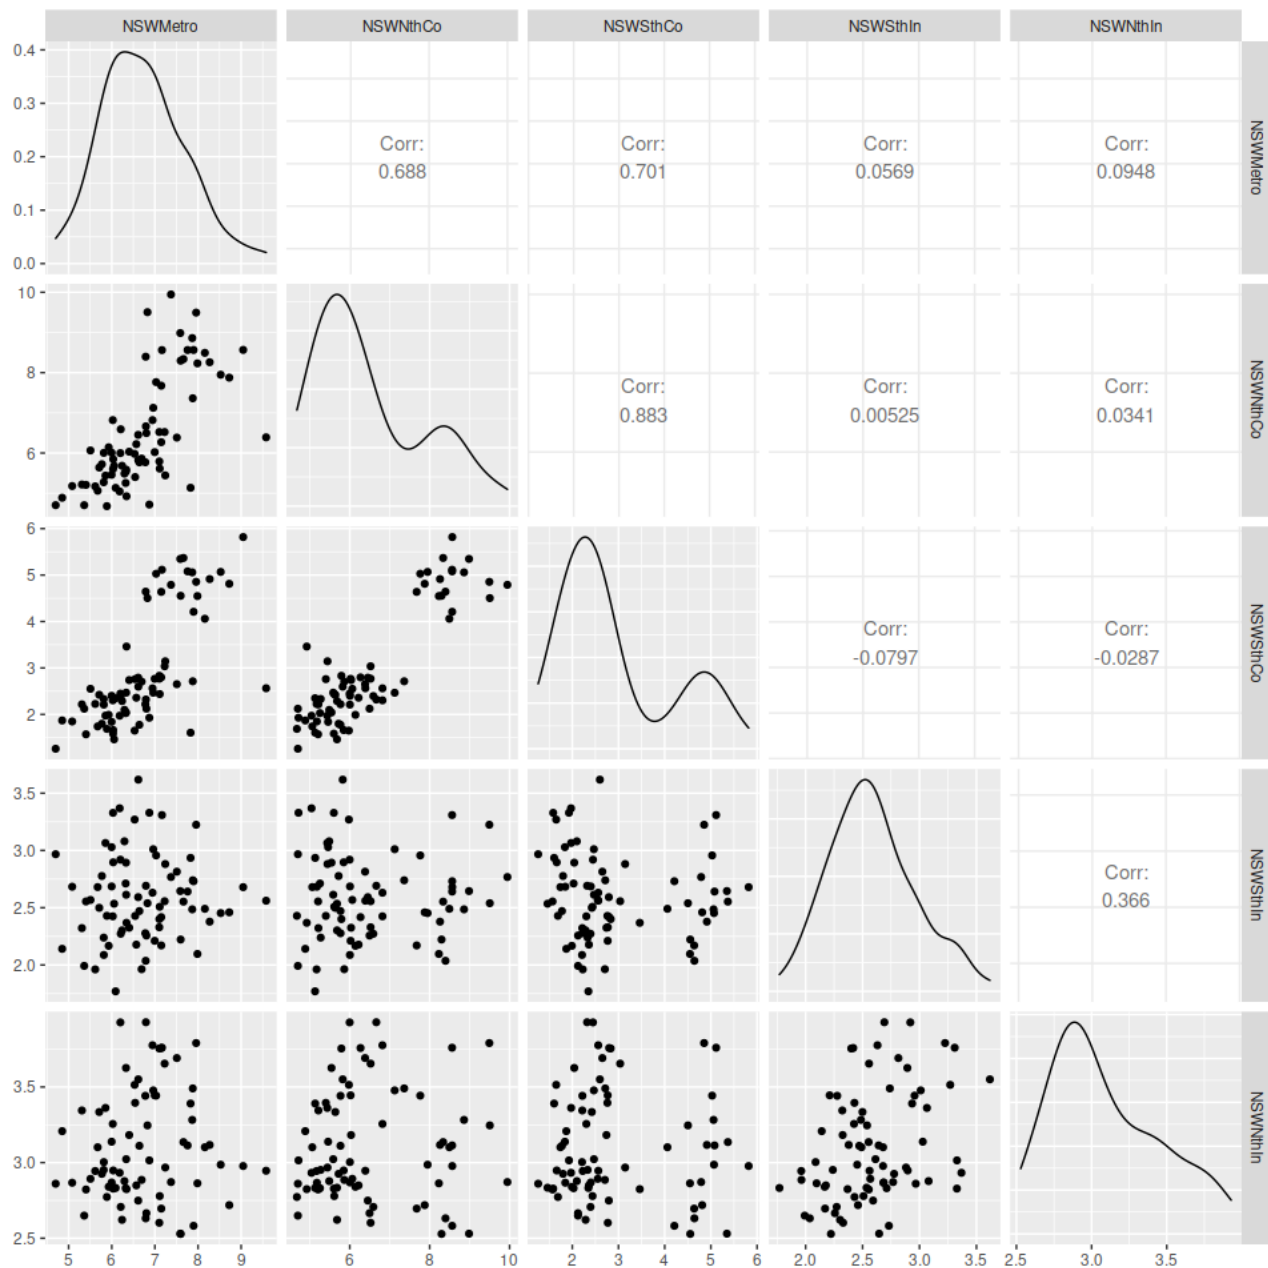 NSWMetro NSWNthCo NSWSthCo NSWSthIn NSWNthIn
0.4
0.3
0.2
0.1
0.0
Corr: Corr: Corr: Corr:
0.688 0.701 0.0569 0.0948
NSWMetro
10
8
6
Corr: Corr: Corr:
0.883 0.00525 0.0341
NSWNthCo
6
5
4
3
2
Corr: Corr:
-0.0797 -0.0287
NSWSthCo
3.5
3.0
2.5
2.0
Corr:
0.366
NSWSthIn
3.5
3.0
2.5
NSWNthIn
5 6 7 8 9 6 8 10 2 3 4 5 6 2.0 2.5 3.0 3.5 2.5 3.0 3.5